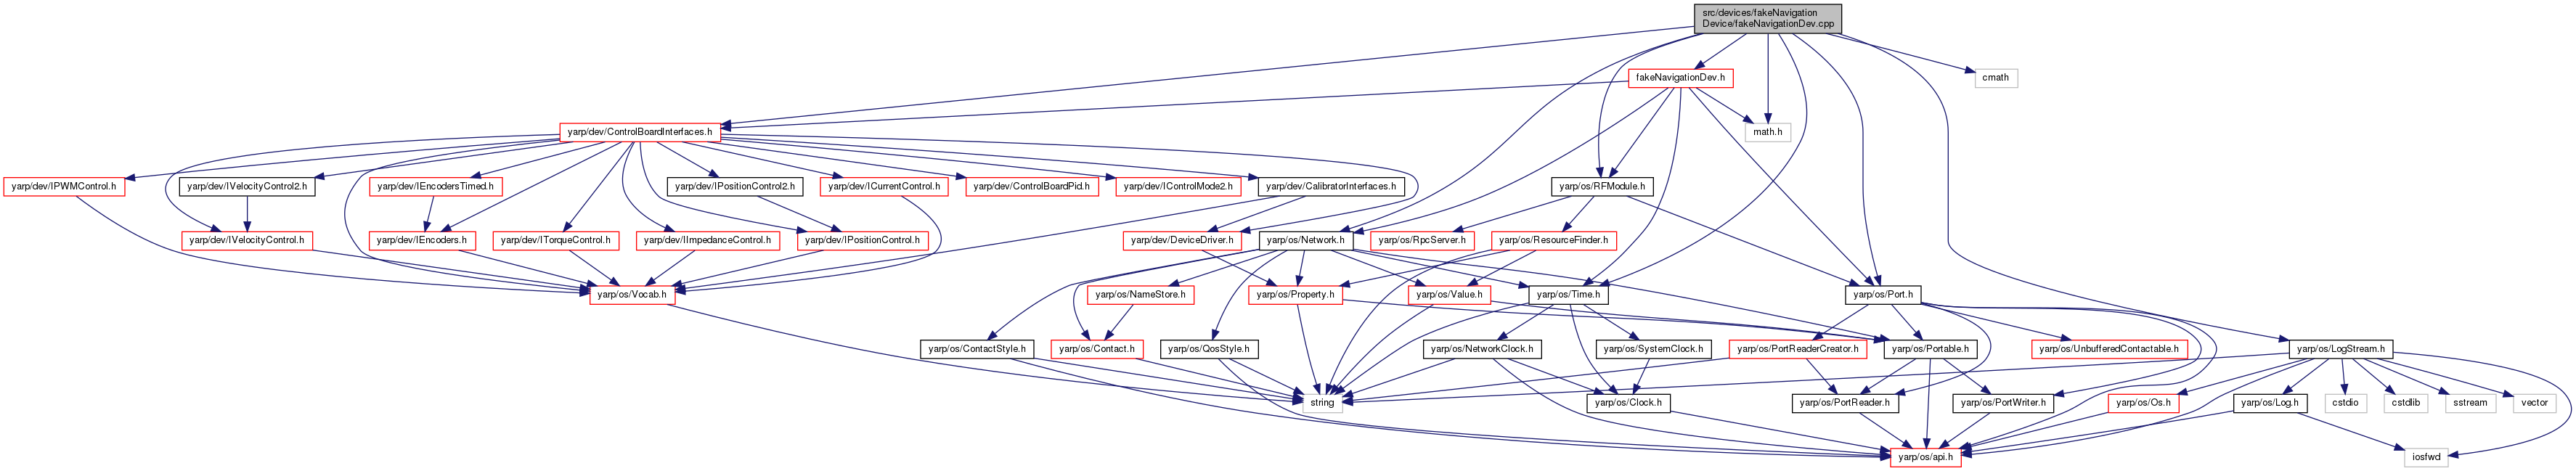 src/devices/fakeNavigation
Device/fakeNavigationDev.cpp
fakeNavigationDev.h
cmath
yarp/dev/ControlBoardInterfaces.h
math.h
yarp/dev/IPWMControl.h
yarp/dev/IVelocityControl2.h
yarp/dev/IEncodersTimed.h
yarp/dev/IPositionControl2.h
yarp/dev/ICurrentControl.h
yarp/dev/ControlBoardPid.h
yarp/dev/IControlMode2.h
yarp/dev/CalibratorInterfaces.h
yarp/os/RFModule.h
yarp/dev/IVelocityControl.h
yarp/dev/IEncoders.h
yarp/dev/ITorqueControl.h
yarp/dev/IImpedanceControl.h
yarp/dev/IPositionControl.h
yarp/dev/DeviceDriver.h
yarp/os/Network.h
yarp/os/RpcServer.h
yarp/os/ResourceFinder.h
yarp/os/Vocab.h
yarp/os/NameStore.h
yarp/os/Property.h
yarp/os/Value.h
yarp/os/Time.h
yarp/os/Port.h
yarp/os/ContactStyle.h
yarp/os/Contact.h
yarp/os/QosStyle.h
yarp/os/NetworkClock.h
yarp/os/SystemClock.h
yarp/os/PortReaderCreator.h
yarp/os/Portable.h
yarp/os/UnbufferedContactable.h
yarp/os/LogStream.h
string
yarp/os/Clock.h
yarp/os/PortReader.h
yarp/os/PortWriter.h
yarp/os/Os.h
yarp/os/Log.h
cstdio
cstdlib
sstream
vector
yarp/os/api.h
iosfwd